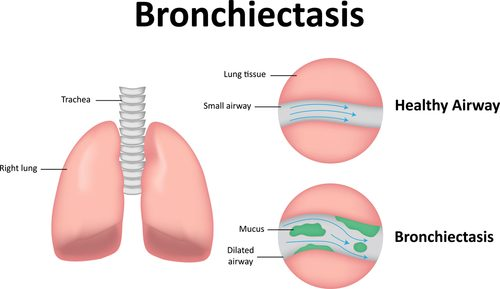 Bronchiectasis
Lung tissue
Trachea
Small airway
Healthy Airway
Right lung
Mucus
Bronchiectasis
Dilated
airway